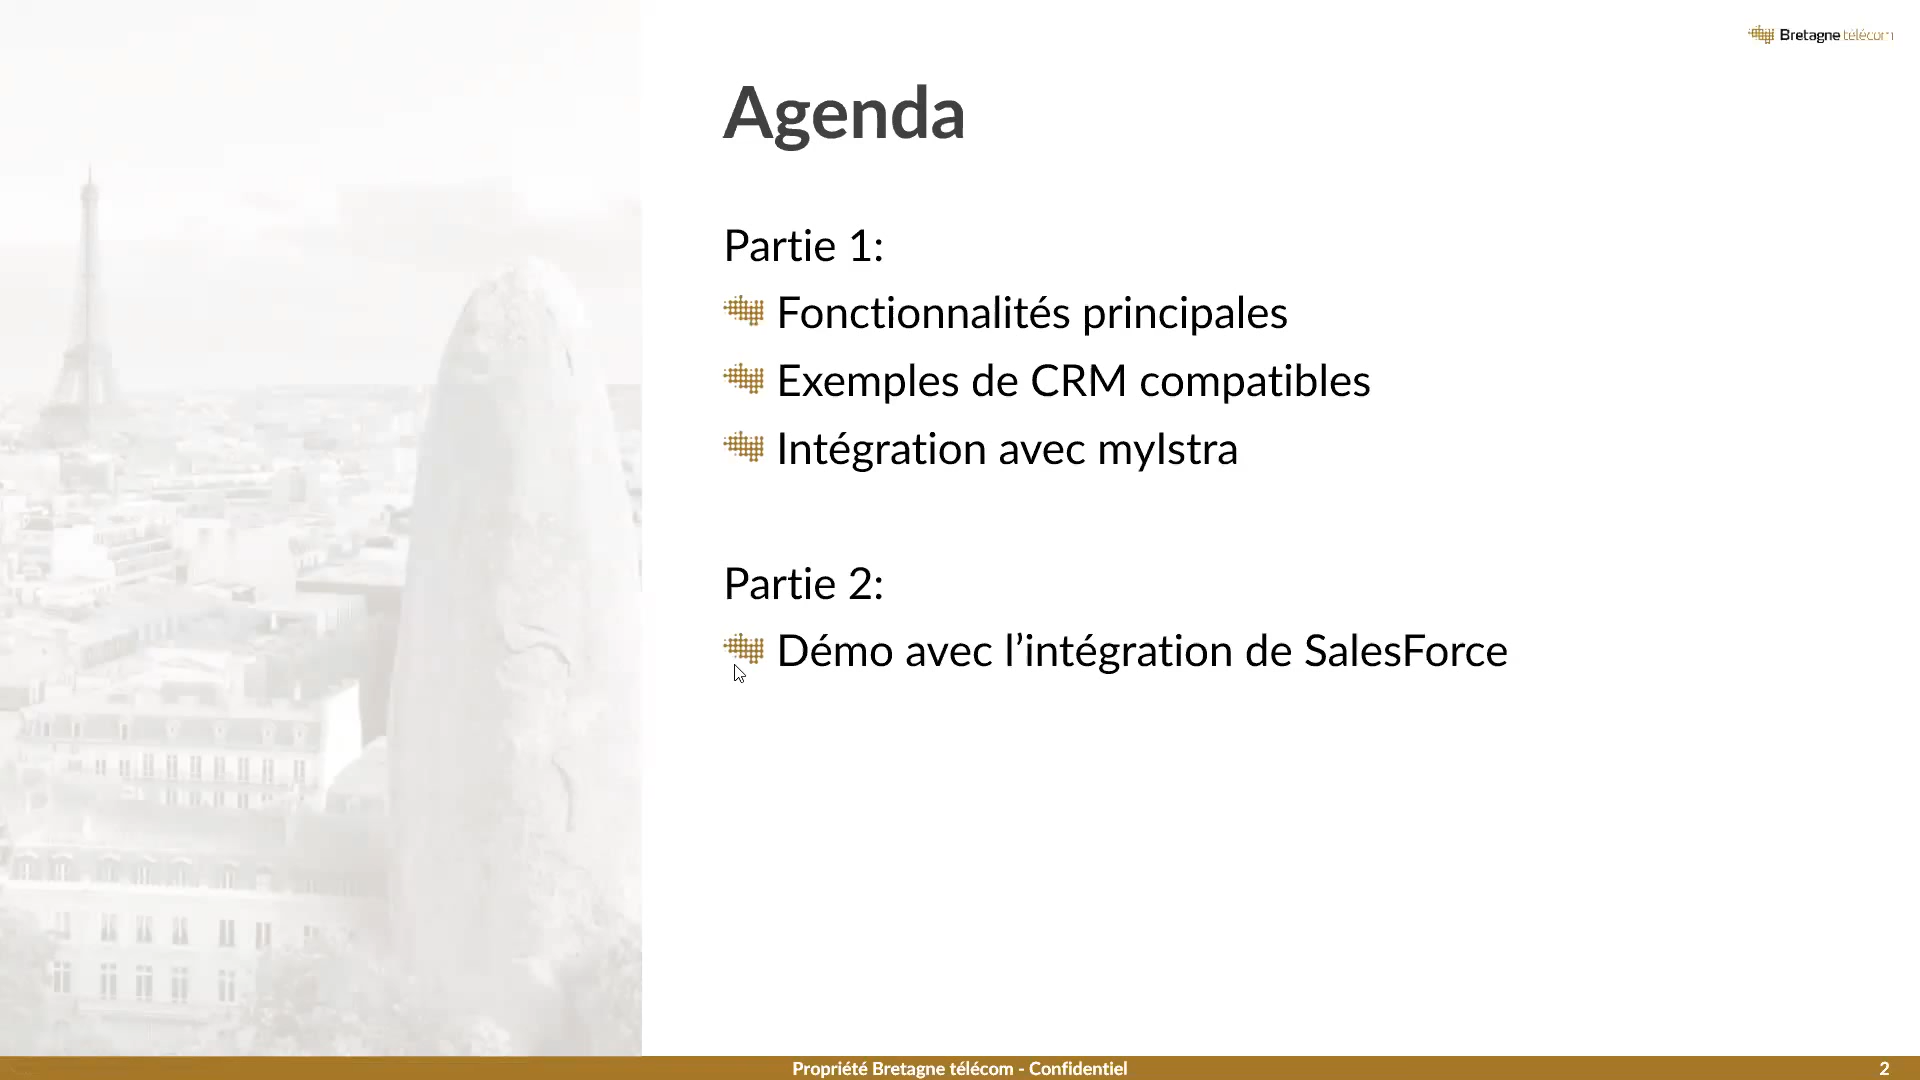 Bretagne télécom
Agenda
Partie 1:
Fonctionnalités principales
Exemples de CRM compatibles
Intégration avec myIstra
Partie 2:
Démo avec l’intégration de SalesForce
Propriété Bretagne télécom - Confidentiel
2